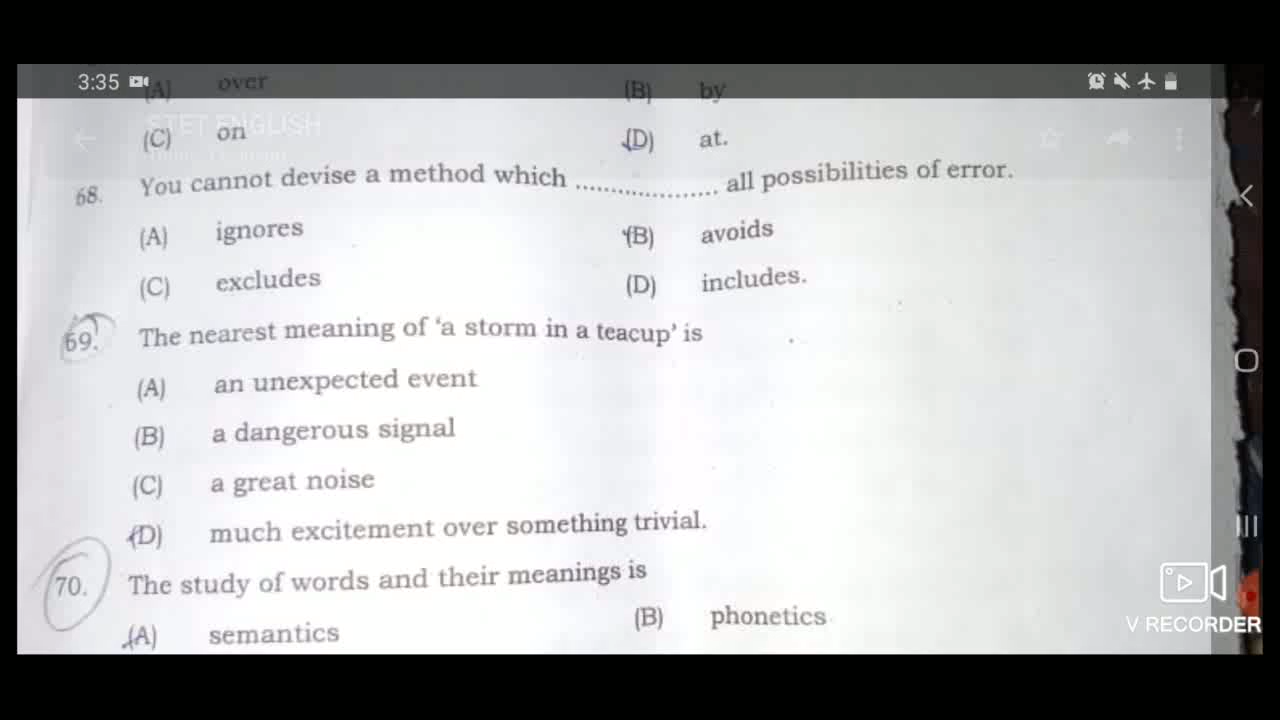 3:35
(A) over (B) by
STET ENGLISH
(C) on (D) at.
68. You cannot devise a method which .................... all possibilities of error.
(A) ignores (B) avoids
(C) excludes (D) includes.
69. The nearest meaning of 'a storm in a teacup' is
(A) an unexpected event
(B) a dangerous signal
(C) a great noise
(D) much excitement over something trivial.
70. The study of words and their meanings is
(A) semantics (B) phonetics
V RECORDER